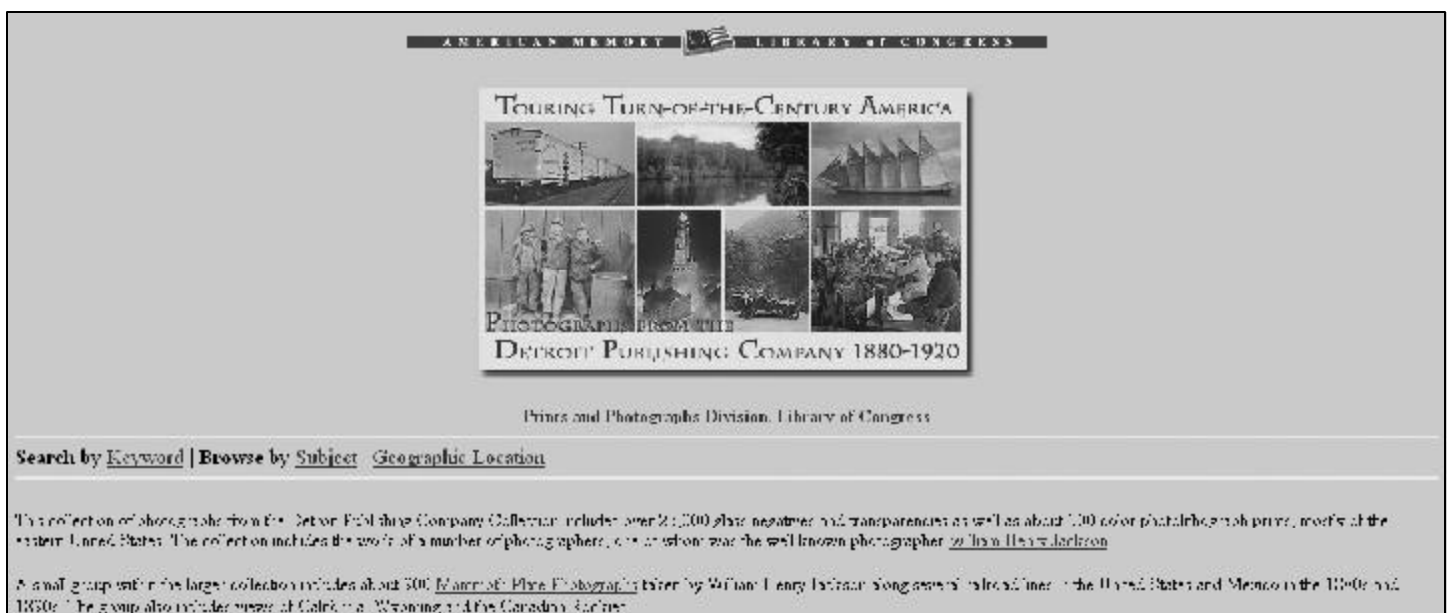 AMERICAN MEMORY LIBRARY of CONGRESS
TOURING TURN-OF-THE-CENTURY AMERICA
PHOTOGRAPHS FROM THE
DETROIT PUBLISHING COMPANY 1880-1920
Prints and Photographs Division, Library of Congress
Search by Keyword | Browse by Subject Geographic Location
This collection of photographs from the Detroit Publishing Company Collection includes over glass negatives and transparencies as well as about color photolithograph prints, mostly of the
eastern United States. The collection includes the work of a number of photographers, one of whom was the well known photographer William Henry Jackson
A small group within the larger collection includes about Mammoth Plate Photographs taken by William Henry Jackson along several railroad lines in the United States and Mexico in the and
The group also includes views of California, Wyoming and the Canadian Rockies